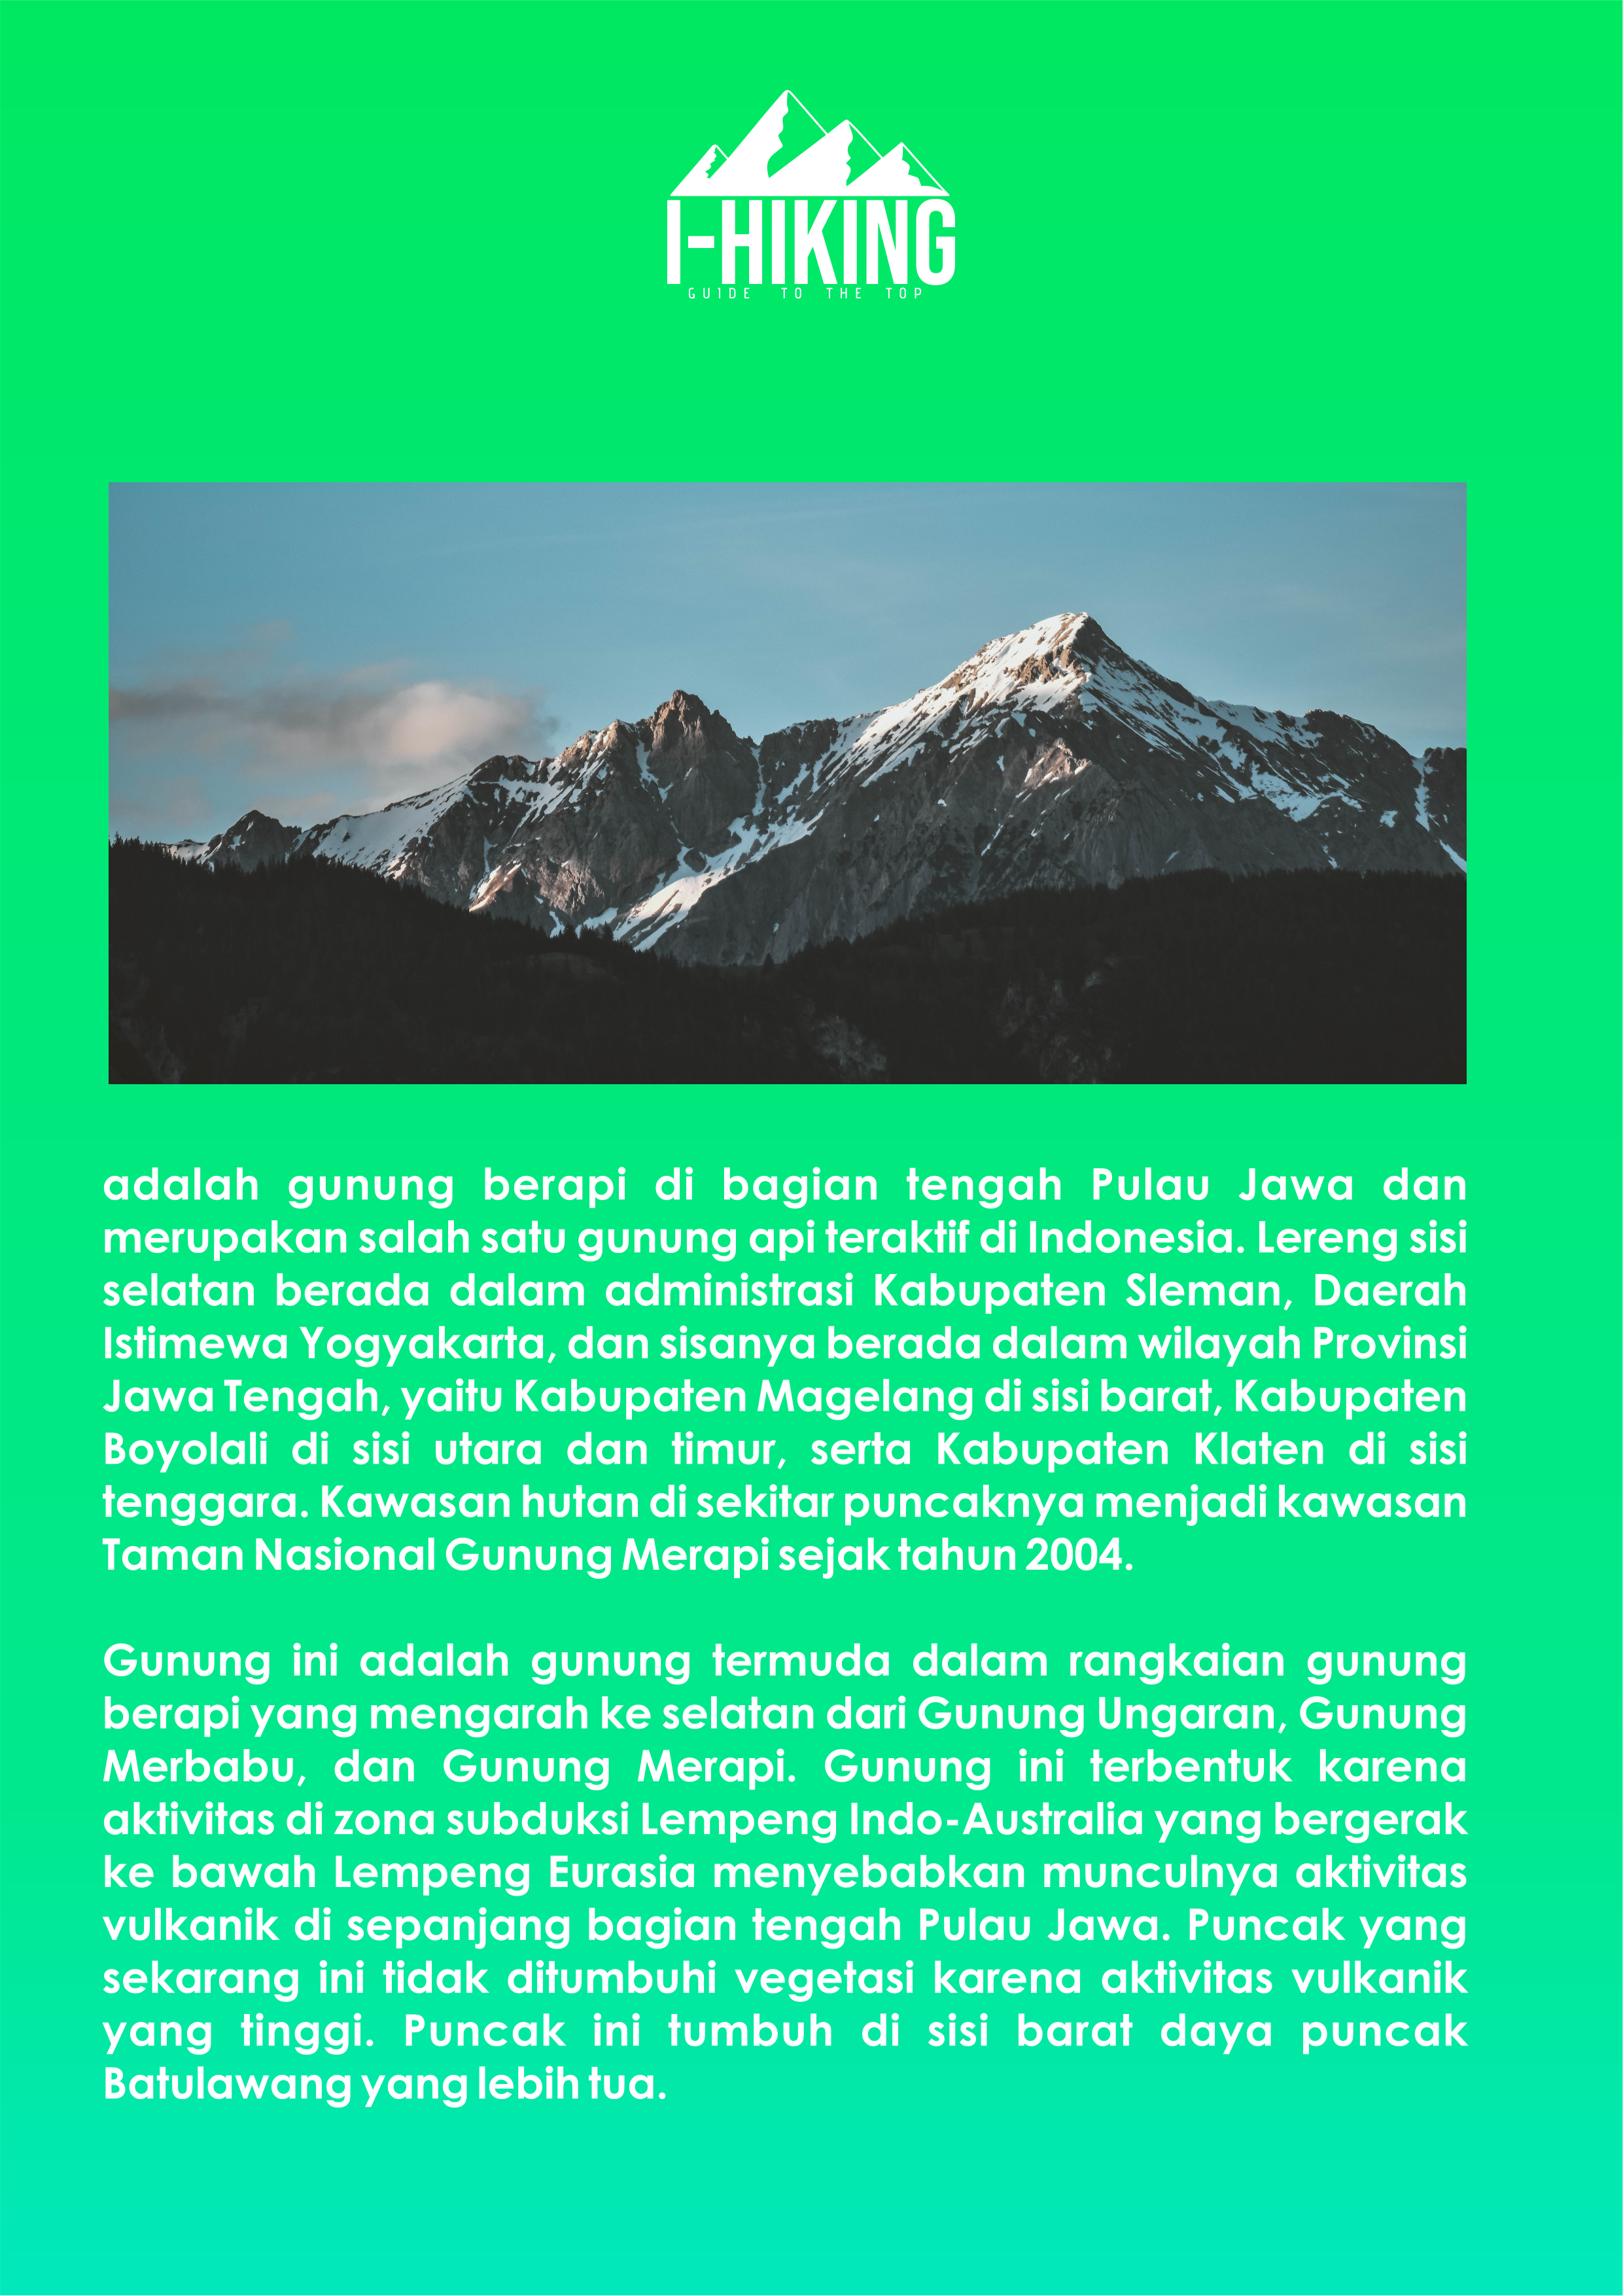 I-HIKING
GUIDE TO THE TOP
adalah gunung berapi di bagian tengah Pulau Jawa dan
merupakan salah satu gunung api teraktif di Indonesia. Lereng sisi
selatan berada dalam administrasi Kabupaten Sleman, Daerah
Istimewa Yogyakarta, dan sisanya berada dalam wilayah Provinsi
Jawa Tengah, yaitu Kabupaten Magelang di sisi barat, Kabupaten
Boyolali di sisi utara dan timur, serta Kabupaten Klaten di sisi
tenggara. Kawasan hutan di sekitar puncaknya menjadi kawasan
Taman Nasional Gunung Merapi sejak tahun 2004.
Gunung ini adalah gunung termuda dalam rangkaian gunung
berapi yang mengarah ke selatan dari Gunung Ungaran, Gunung
Merbabu, dan Gunung Merapi. Gunung ini terbentuk karena
aktivitas di zona subduksi Lempeng Indo-Australia yang bergerak
ke bawah Lempeng Eurasia menyebabkan munculnya aktivitas
vulkanik di sepanjang bagian tengah Pulau Jawa. Puncak yang
sekarang ini tidak ditumbuhi vegetasi karena aktivitas vulkanik
yang tinggi. Puncak ini tumbuh di sisi barat daya puncak
Batulawang yang lebih tua.